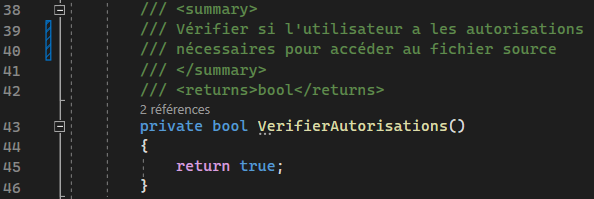 38 /// <summary>
39 /// Vérifier si l'utilisateur a les autorisations
40 /// nécessaires pour accéder au fichier source
41 /// </summary>
42 /// <returns>bool</returns>
2 références
43 private bool VerifierAutorisations()
44 {
45 return true;
46 }